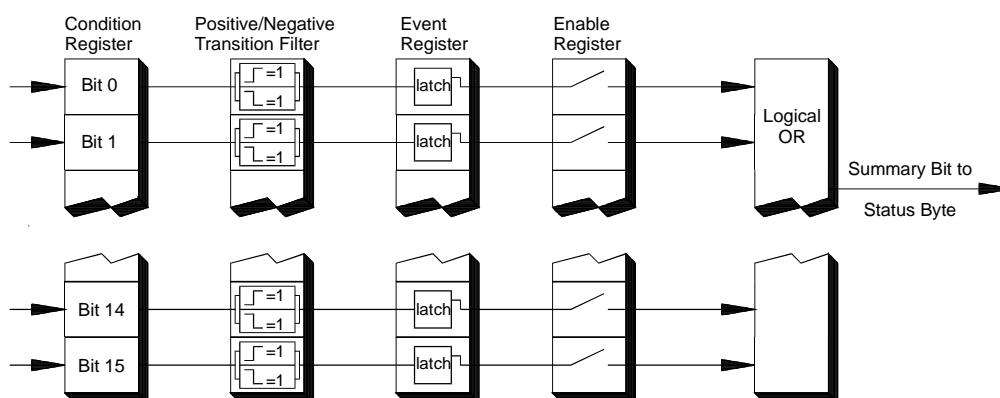 Condition
Register
Positive/Negative
Transition Filter
Event
Register
Enable
Register
Bit 0
=1
=1
latch
Bit 1
=1
=1
latch
Logical
OR
Summary Bit to
Status Byte
Bit 14
=1
=1
latch
Bit 15
=1
=1
latch